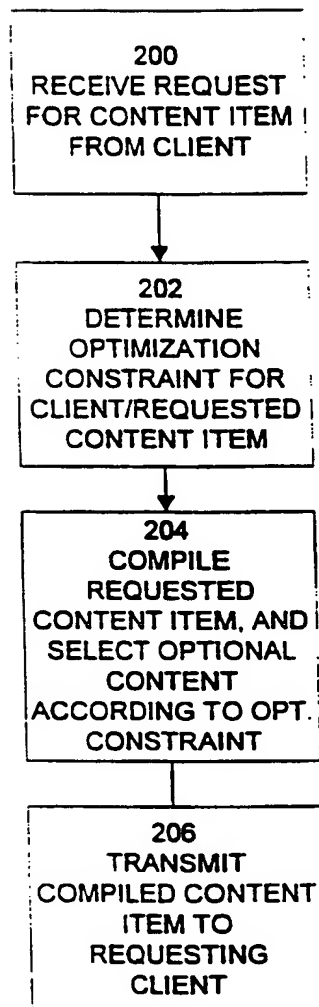 200
RECEIVE REQUEST
FOR CONTENT ITEM
FROM CLIENT
202
DETERMINE
OPTIMIZATION
CONSTRAINT FOR
CLIENT/REQUESTED
CONTENT ITEM
204
COMPILE
REQUESTED
CONTENT ITEM, AND
SELECT OPTIONAL
CONTENT
ACCORDING TO OPT.
CONSTRAINT
206
TRANSMIT
COMPILED CONTENT
ITEM TO
REQUESTING
CLIENT